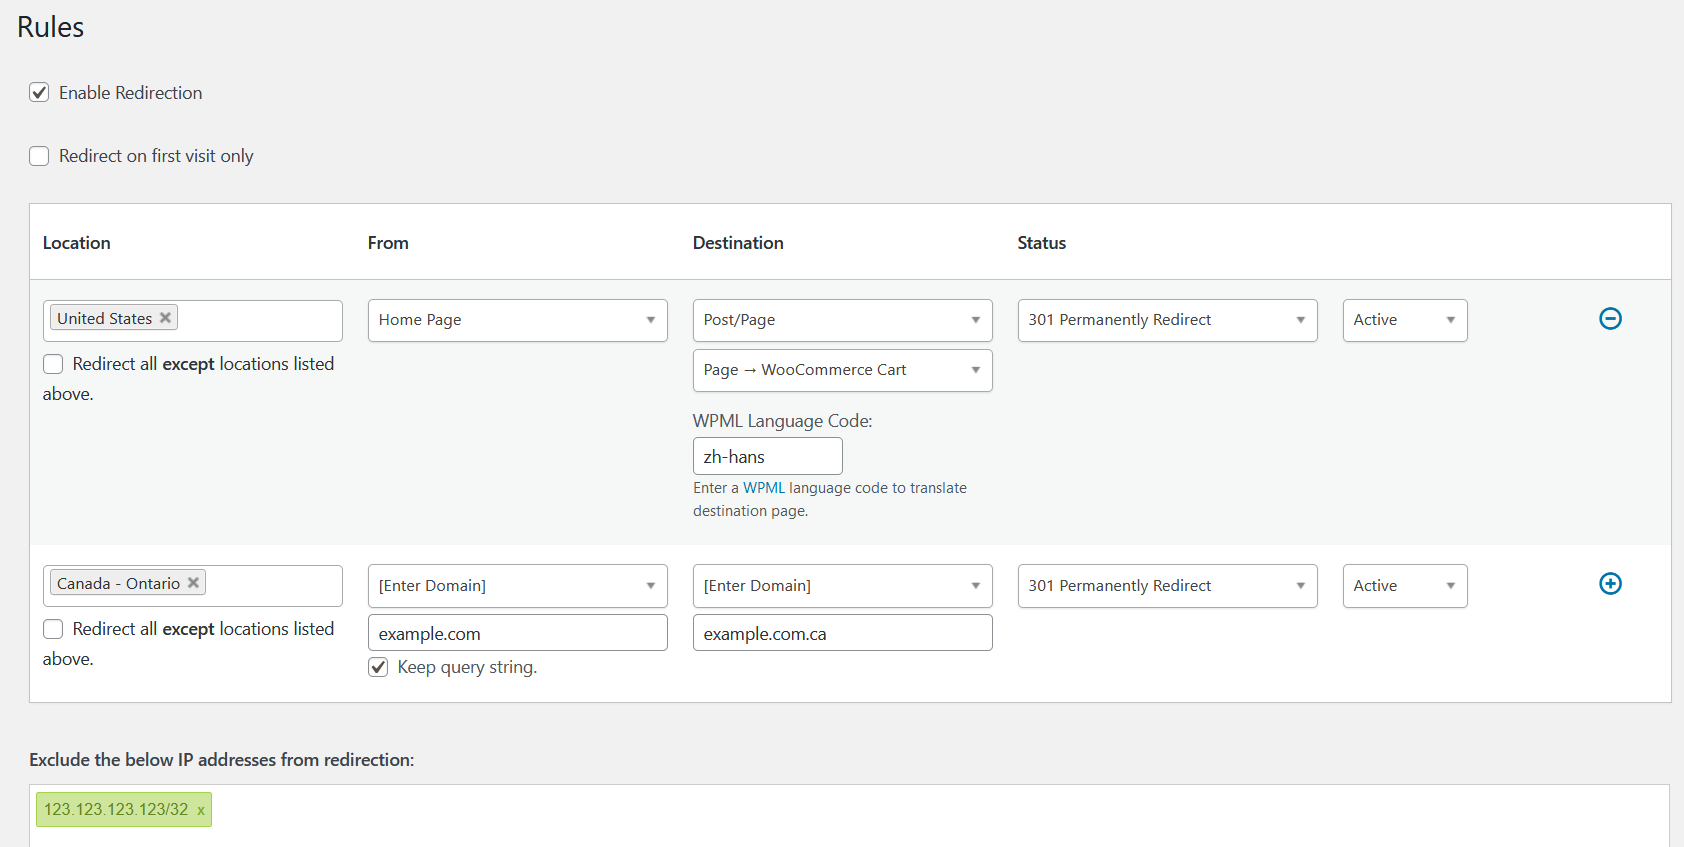 Rules
Enable Redirection
Redirect on first visit only
Location From Destination Status
United States × Home Page Post/Page 301 Permanently Redirect Active
Redirect all except locations listed
above.
Page → WooCommerce Cart
WPML Language Code:
zh-hans
Enter a WPML language code to translate
destination page.
Canada - Ontario × [Enter Domain] [Enter Domain] 301 Permanently Redirect Active
Redirect all except locations listed
above.
example.com example.com.ca
Keep query string.
Exclude the below IP addresses from redirection:
123.123.123.123/32 x